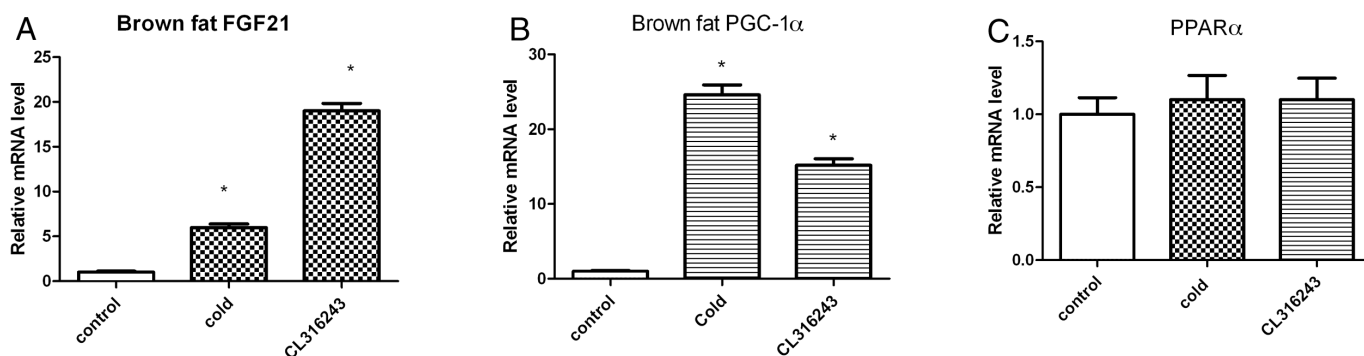 A
Brown fat FGF21
Relative mRNA level
25
20
15
10
5
0
*
*
control
cold
CL316243
B
Brown fat PGC-1α
Relative mRNA level
30
20
10
0
*
*
control
Cold
CL316243
C
PPARα
Relative mRNA level
1.5
1.0
0.5
0.0
control
cold
CL316243